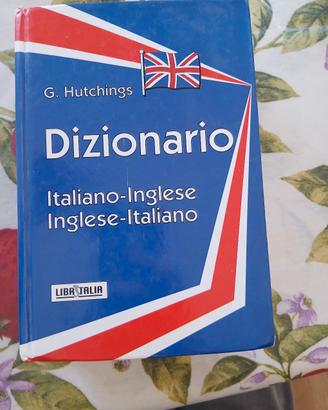 G. Hutchings
Dizionario
Italiano-Inglese
Inglese-Italiano
LIBRITALIA